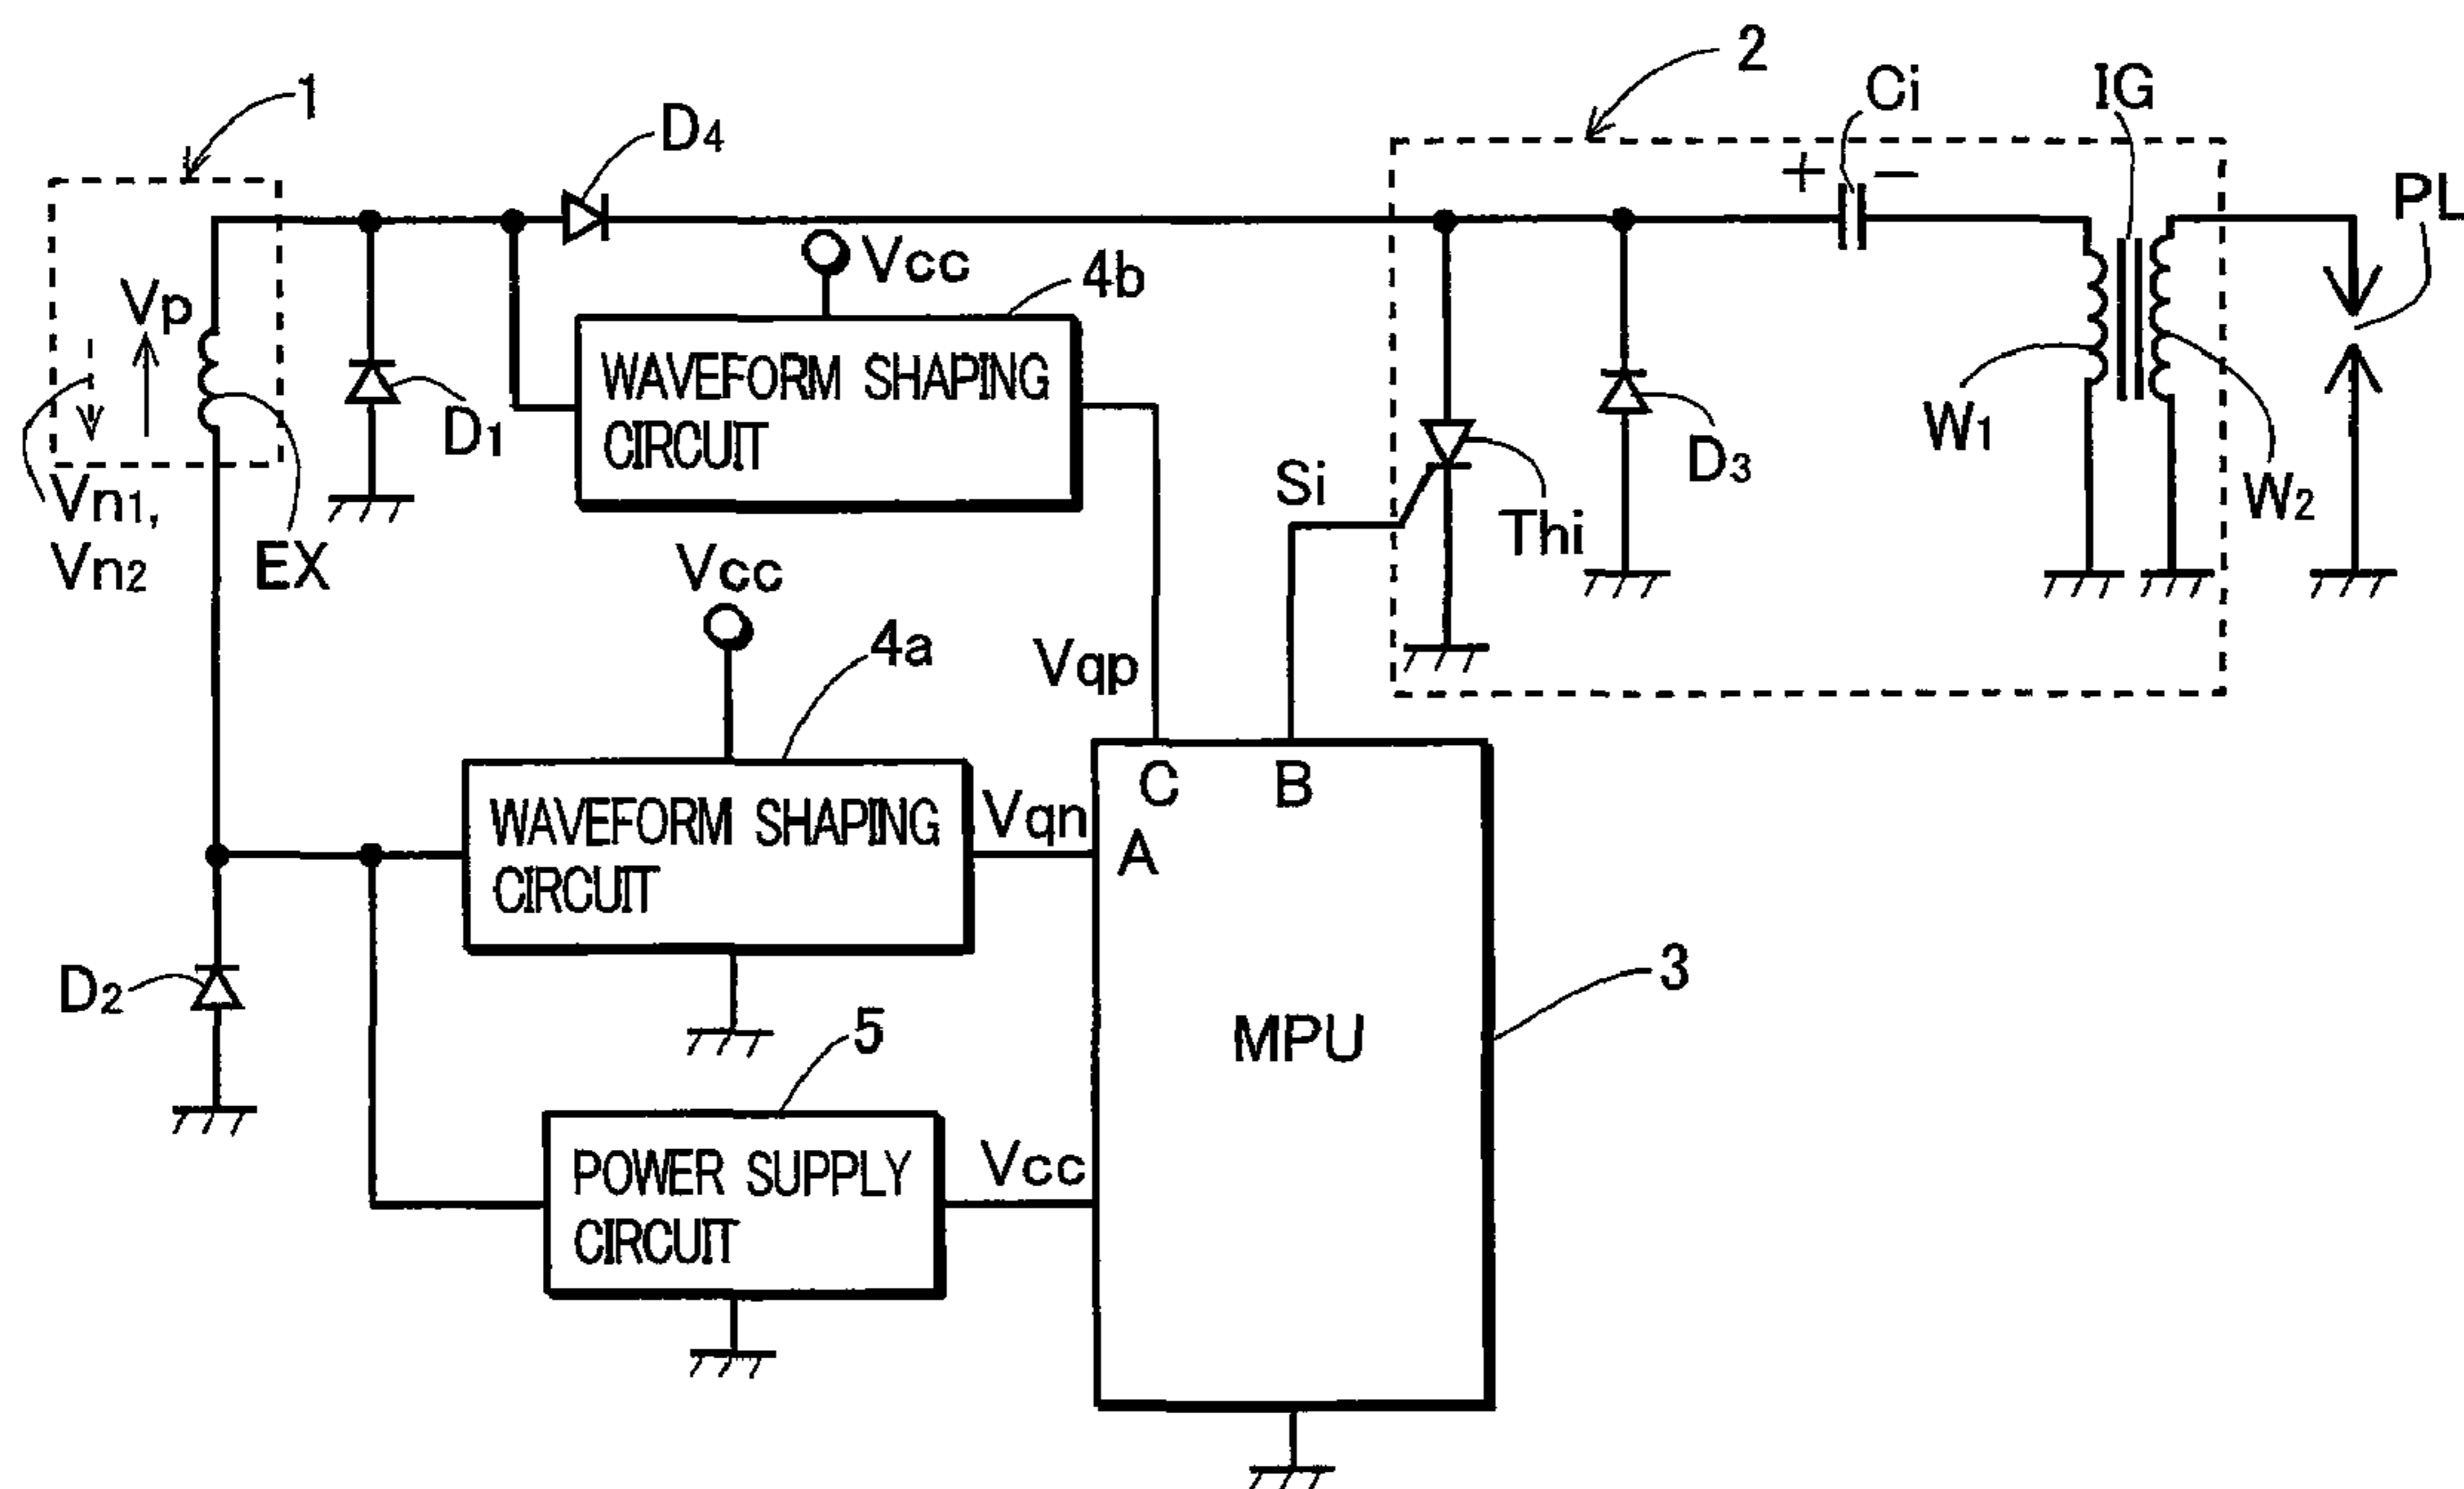 2
1
Ci
IG
D4
PL
+
−
Vcc
4b
Vp
WAVEFORM SHAPING
CIRCUIT
D1
W1
D3
Si
W2
Vn1,
Vn2
EX
Thi
Vcc
4a
Vqp
C
B
WAVEFORM SHAPING
CIRCUIT
Vqn
A
D2
3
5
MPU
POWER SUPPLY
CIRCUIT
Vcc